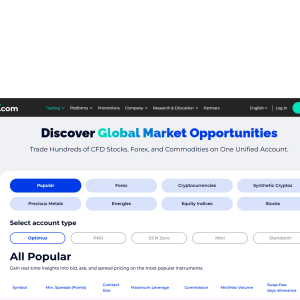 .com
Trading Platforms Promotions Company Research & Education Partners English Log In
Discover Global Market Opportunities
Trade Hundreds of CFD Stocks, Forex, and Commodities on One Unified Account.
Popular Forex Cryptocurrencies Synthetic Cryptos
Precious Metals Energies Equity Indices Stocks
Select account type
Optimus PRO ECN Zero Mini Standard+
All Popular
Gain real-time insights into bid, ask, and spread pricing on the most popular instruments.
Symbol Min. Spreads (Points) Contract Size Maximum Leverage Commission Min/Max Volume Swap-free days allowance